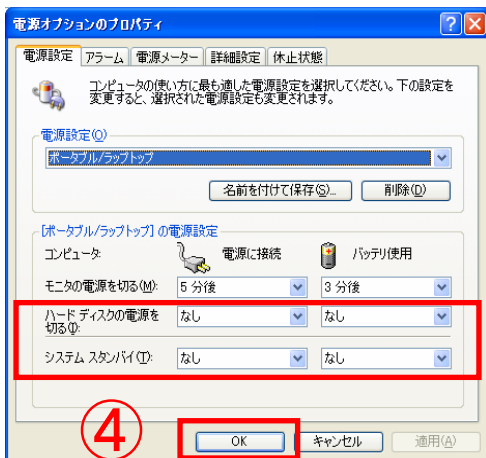 電源オプションのプロパティ
電源設定 アラーム 電源メーター 詳細設定 休止状態
コンピュータの使い方に最も適した電源設定を選択してください。下の設定を
変更すると、選択された電源設定も変更されます。
電源設定(O)
ポータブル/ラップトップ
名前を付けて保存(S)... 削除(D)
[ポータブル/ラップトップ] の電源設定
コンピュータ: 電源に接続 バッテリ使用
モニタの電源を切る(M): 5 分後 3 分後
ハード ディスクの電源を なし なし
切る(I):
システム スタンバイ(T): なし なし
④
OK キャンセル 適用(A)